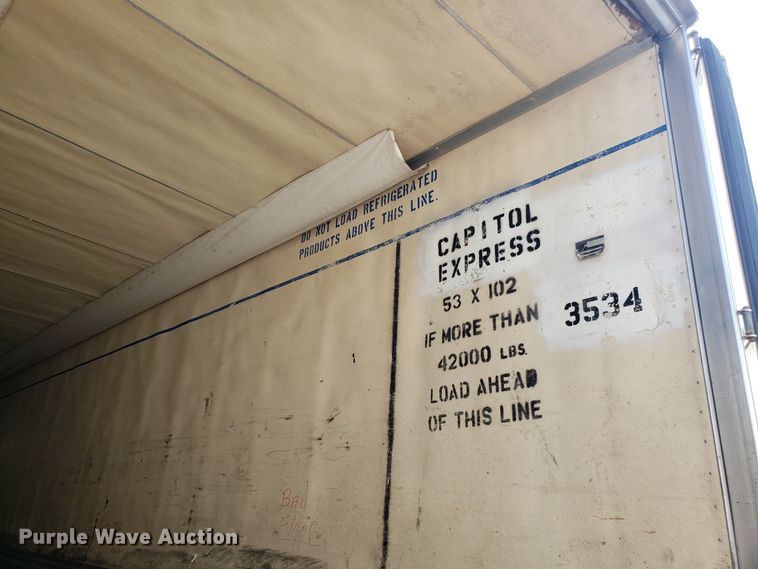 DO NOT LOAD REFRIGERATED
PRODUCTS ABOVE THIS LINE.
CAPITOL
EXPRESS
53 X 102
3534
IF MORE THAN
42000 LBS.
LOAD AHEAD
OF THIS LINE
BAd
Purple Wave Auction